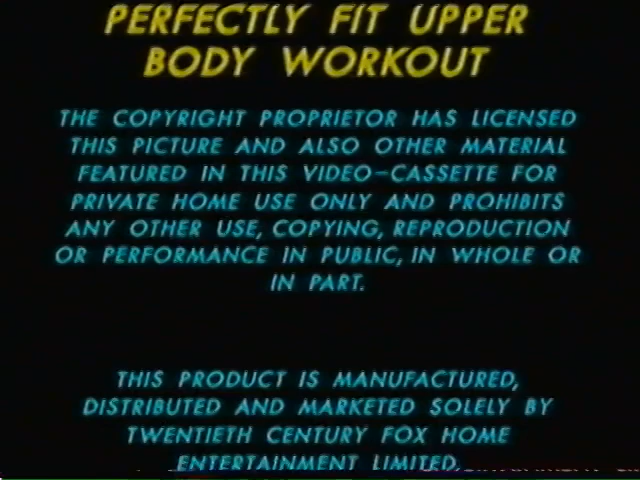 PERFECTLY FIT UPPER
BODY WORKOUT
THE COPYRIGHT PROPRIETOR HAS LICENSED
THIS PICTURE AND ALSO OTHER MATERIAL
FEATURED IN THIS VIDEO-CASSETTE FOR
PRIVATE HOME USE ONLY AND PROHIBITS
ANY OTHER USE, COPYING, REPRODUCTION
OR PERFORMANCE IN PUBLIC, IN WHOLE OR
IN PART.
THIS PRODUCT IS MANUFACTURED,
DISTRIBUTED AND MARKETED SOLELY BY
TWENTIETH CENTURY FOX HOME
ENTERTAINMENT LIMITED.